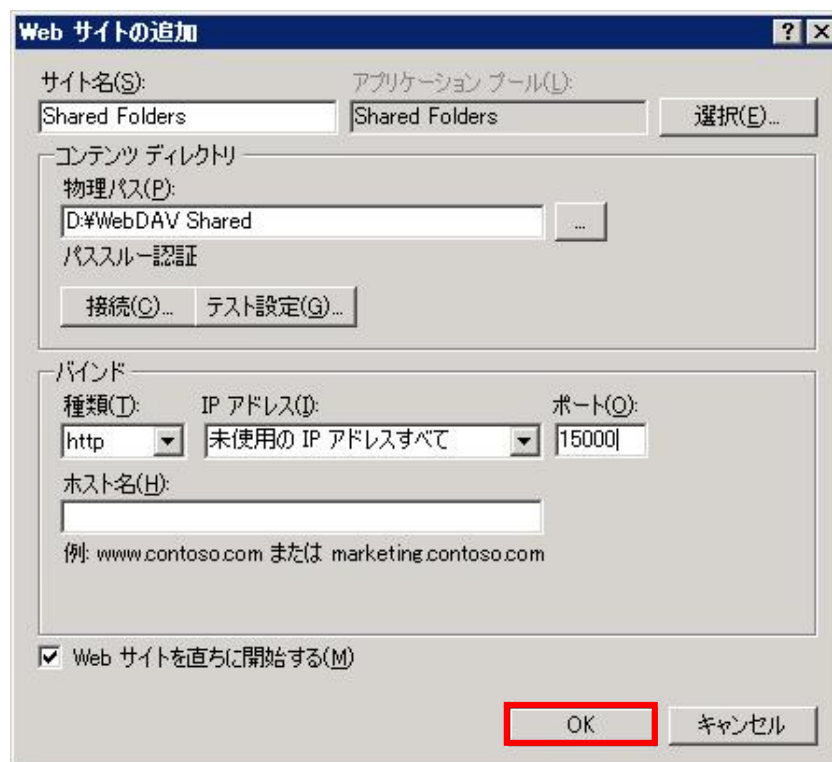 Web サイトの追加
サイト名(S):
アプリケーション プール(L):
Shared Folders
Shared Folders
選択(E)...
コンテンツ ディレクトリ
物理パス(P):
D:¥WebDAV Shared
...
パススルー認証
接続(C)...
テスト設定(G)...
バインド
種類(T):
IP アドレス(I):
ポート(O):
http
未使用の IP アドレスすべて
15000
ホスト名(H):
例: www.contoso.com または marketing.contoso.com
Web サイトを直ちに開始する(M)
OK
キャンセル